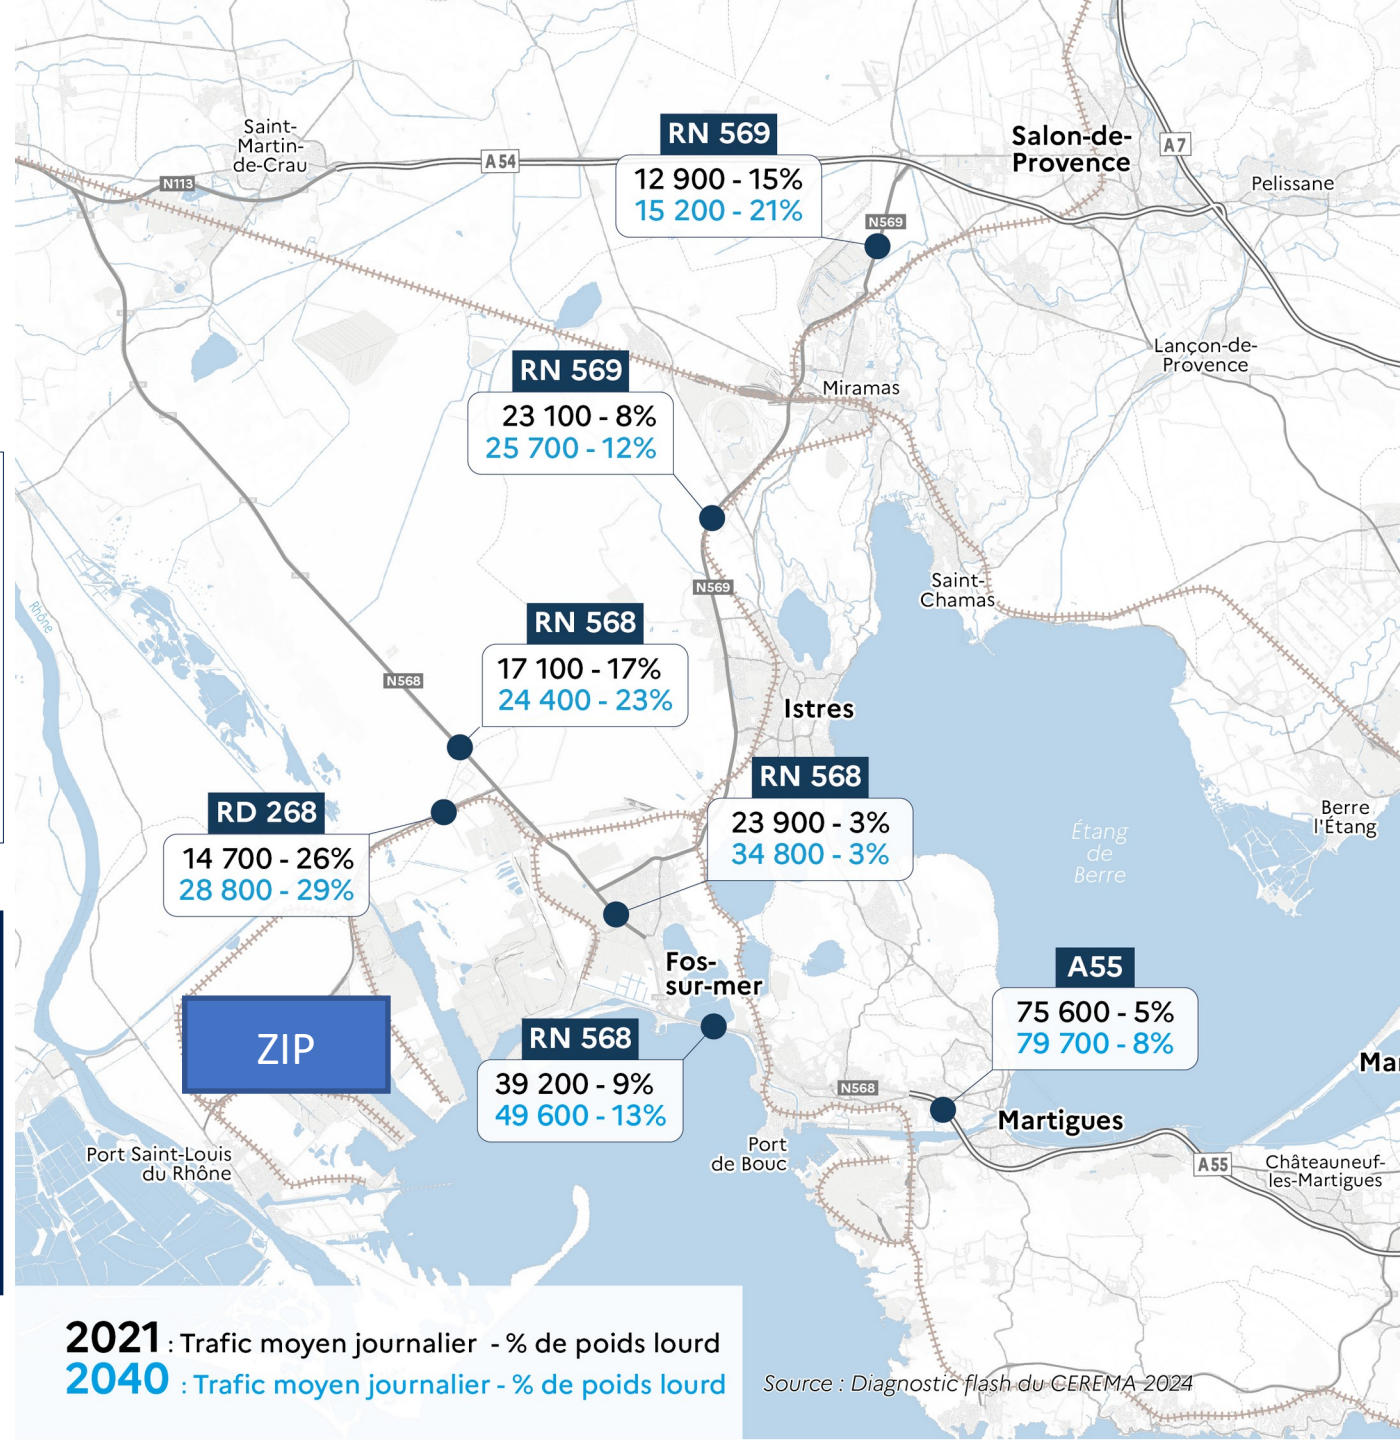 Saint-
Martin-
de-Crau
N113
A 54
RN 569
12 900 - 15%
15 200 - 21%
N569
Salon-de-
Provence
A 7
Pelissane
Lançon-de-
Provence
RN 569
23 100 - 8%
25 700 - 12%
Miramas
Rhône
N569
Saint-
Chamas
RN 568
17 100 - 17%
24 400 - 23%
N568
Istres
RN 568
23 900 - 3%
34 800 - 3%
RD 268
14 700 - 26%
28 800 - 29%
Étang
de
Berre
Berre
l'Étang
Fos-
sur-mer
A55
75 600 - 5%
79 700 - 8%
ZIP
RN 568
39 200 - 9%
49 600 - 13%
N568
Mar
Martigues
Port
de Bouc
Port Saint-Louis
du Rhône
A 55
Châteauneuf-
les-Martigues
2021 : Trafic moyen journalier - % de poids lourd
2040 : Trafic moyen journalier - % de poids lourd
Source : Diagnostic flash du CEREMA 2024